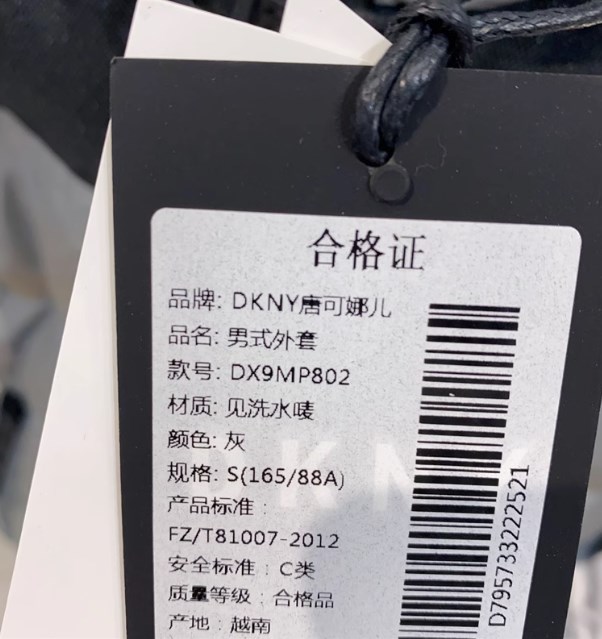 合格证
品牌: DKNY唐可娜儿
品名: 男式外套
款号: DX9MP802
材质: 见洗水唛
颜色: 灰
规格: S(165/88A)
产品标准:
FZ/T81007-2012
安全标准: C类
质量等级: 合格品
产地: 越南
D7957332222521
DKNY